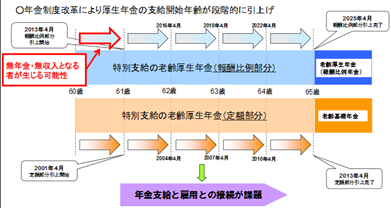 ○年金制度改革により厚生年金の支給開始年齢が段階的に引上げ
2013年4月
報酬比例部分
引上開始
2016年4月
2019年4月
2022年4月
2025年4月
報酬比例部分引上完了
無年金・無収入となる
者が生じる可能性
特別支給の老齢厚生年金(報酬比例部分)
老齢厚生年金
(報酬比例年金)
60歳
61歳
62歳
63歳
64歳
65歳
特別支給の老齢厚生年金(定額部分)
老齢基礎年金
2001年4月
定額部分引上開始
2004年4月
2007年4月
2010年4月
2013年4月
定額部分引上完了
年金支給と雇用との接続が課題